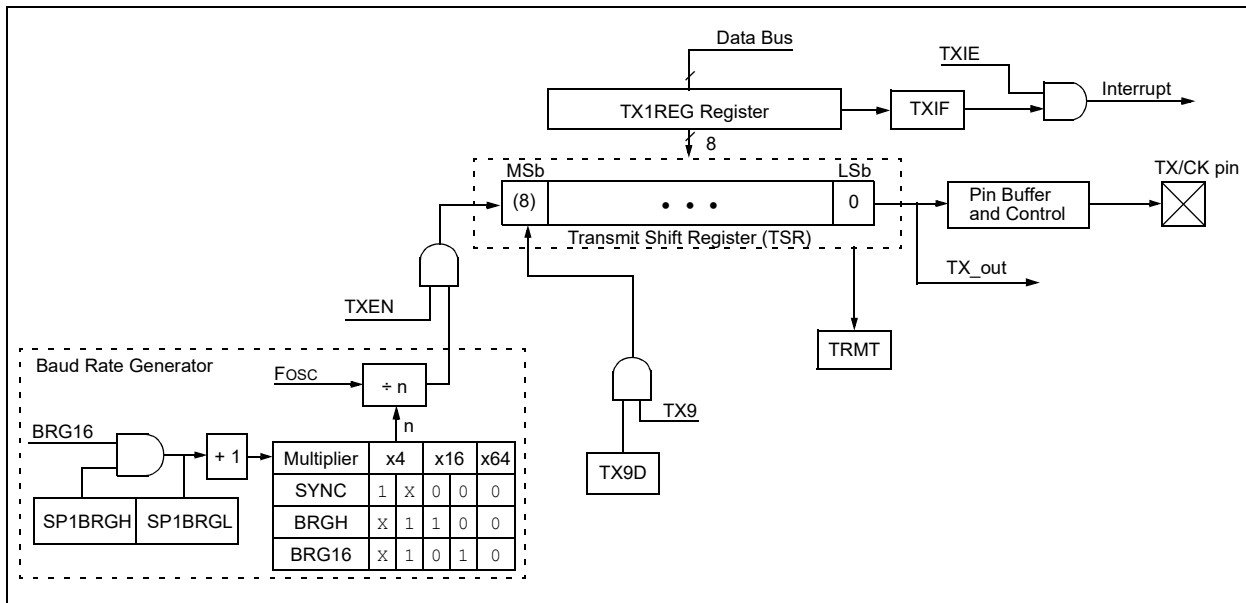 Data Bus
TXIE
Interrupt
TX1REG Register
TXIF
8
MSb
LSb
TX/CK pin
(8)
• • •
0
Pin Buffer
and Control
Transmit Shift Register (TSR)
TX_out
TXEN
TRMT
Baud Rate Generator
FOSC
÷ n
TX9
n
BRG16
+ 1
Multiplier x4 x16 x64
TX9D
SYNC 1 X 0 0 0
SP1BRGH SP1BRGL
BRGH X 1 1 0 0
BRG16 X 1 0 1 0